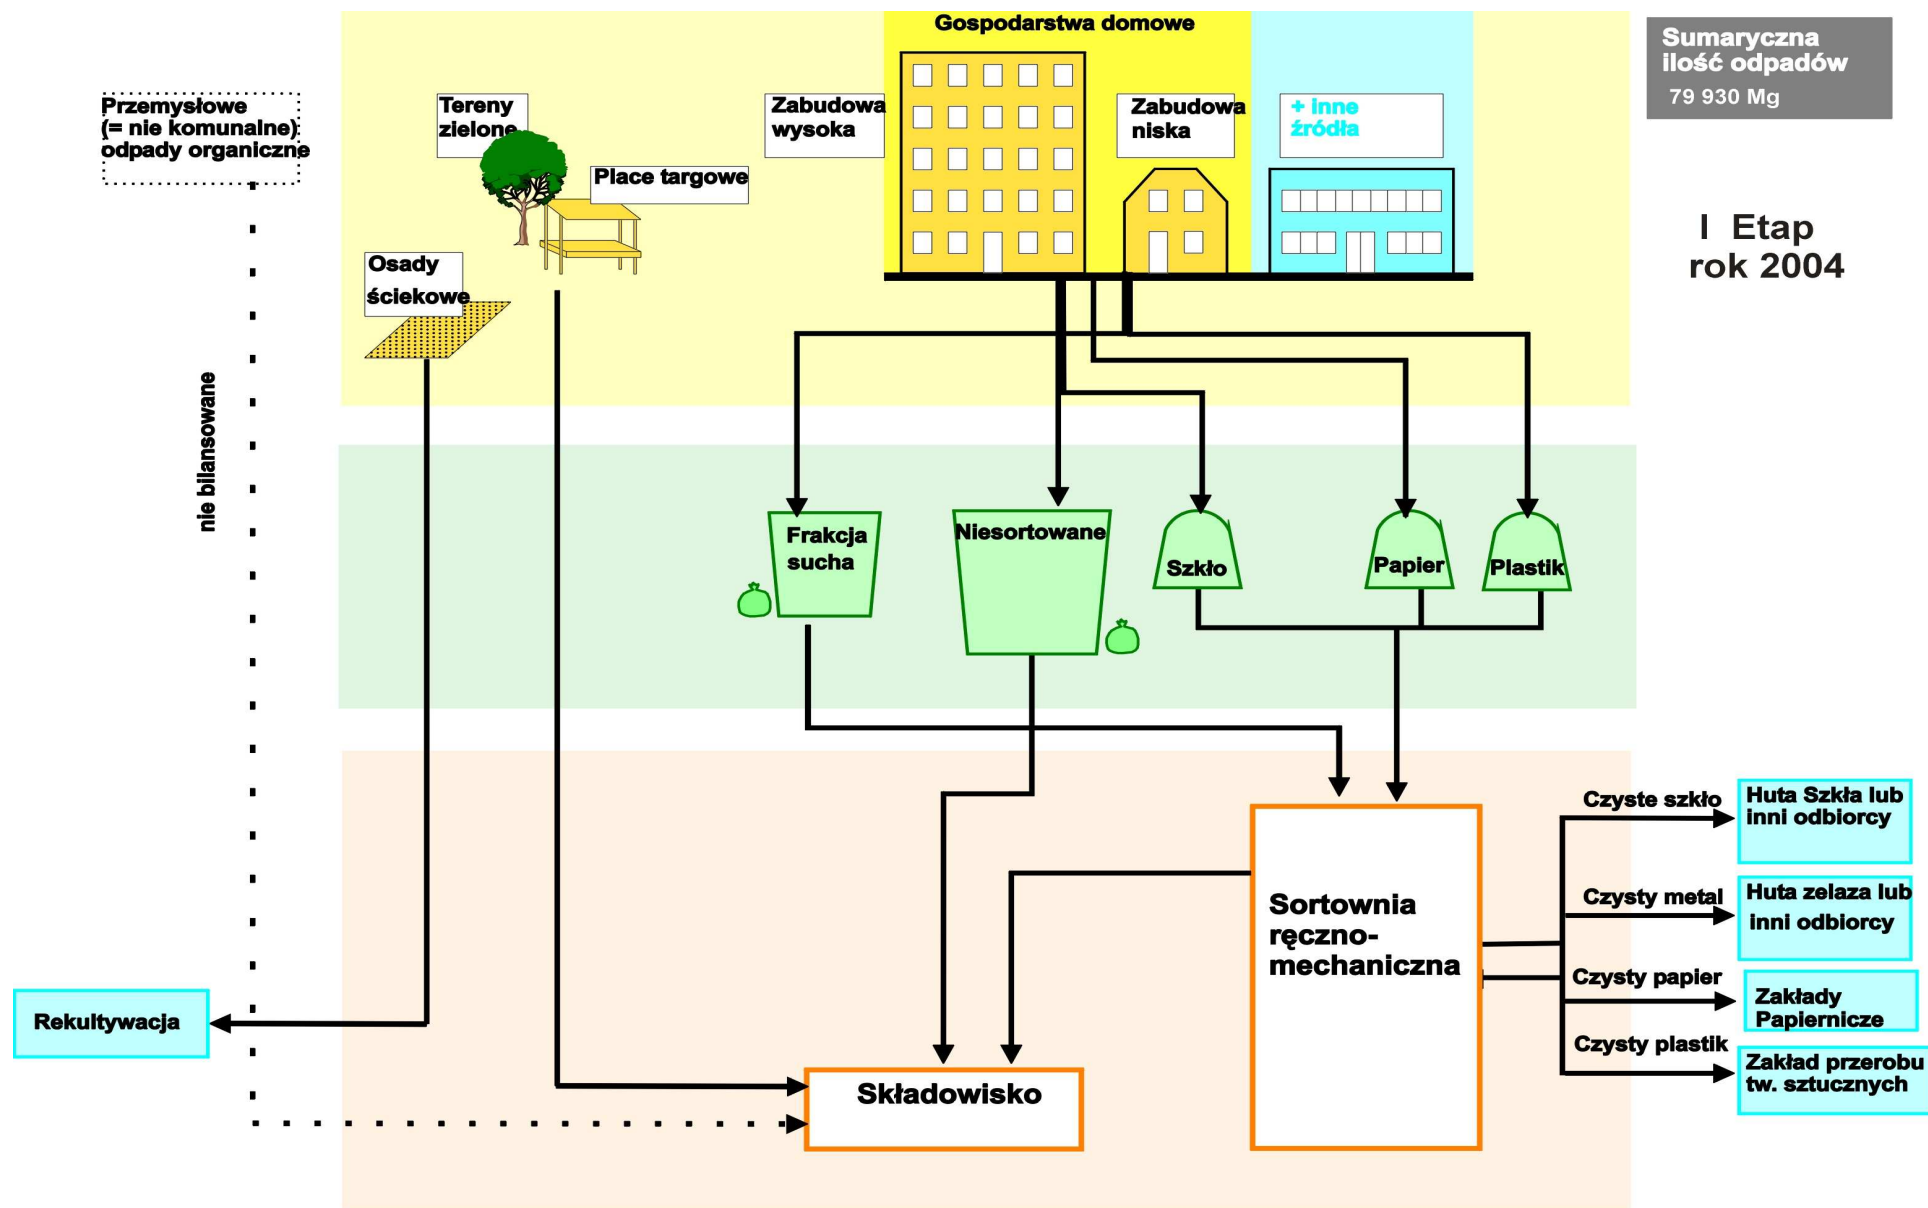 Gospodarstwa domowe
Sumaryczna
ilość odpadów
79 930 Mg
Przemysłowe
(= nie komunalne)
odpady organiczne
Tereny
zielone
Place targowe
Zabudowa
wysoka
Zabudowa
niska
+ inne
źródła
I Etap
rok 2004
Osady
ściekowe
nie bilansowane
Frakcja
sucha
Niesortowane
Szkło
Papier
Plastik
Czyste szkło
Huta Szkła lub
inni odbiorcy
Czysty metal
Huta zelaza lub
inni odbiorcy
Sortownia
ręczno-
mechaniczna
Czysty papier
Zakłady
Papiernicze
Czysty plastik
Zakład przerobu
tw. sztucznych
Rekultywacja
Składowisko